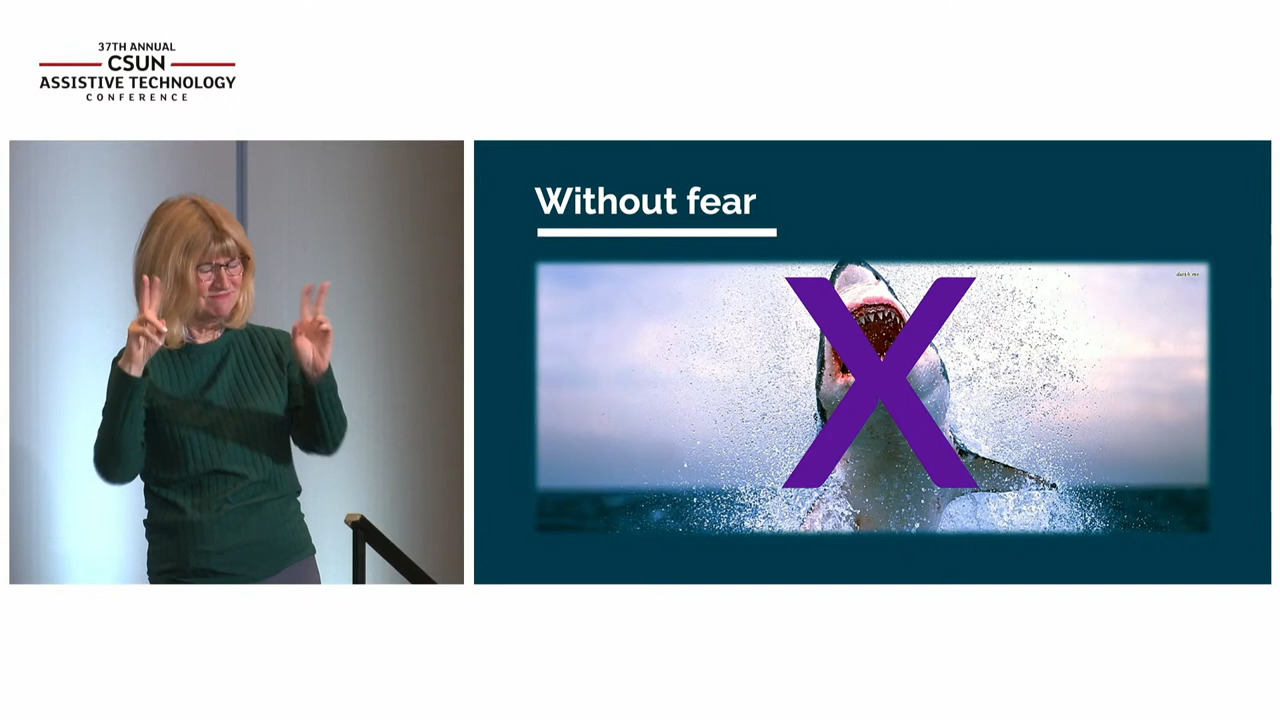 37TH ANNUAL
CSUN
ASSISTIVE TECHNOLOGY
CONFERENCE
Without fear
X